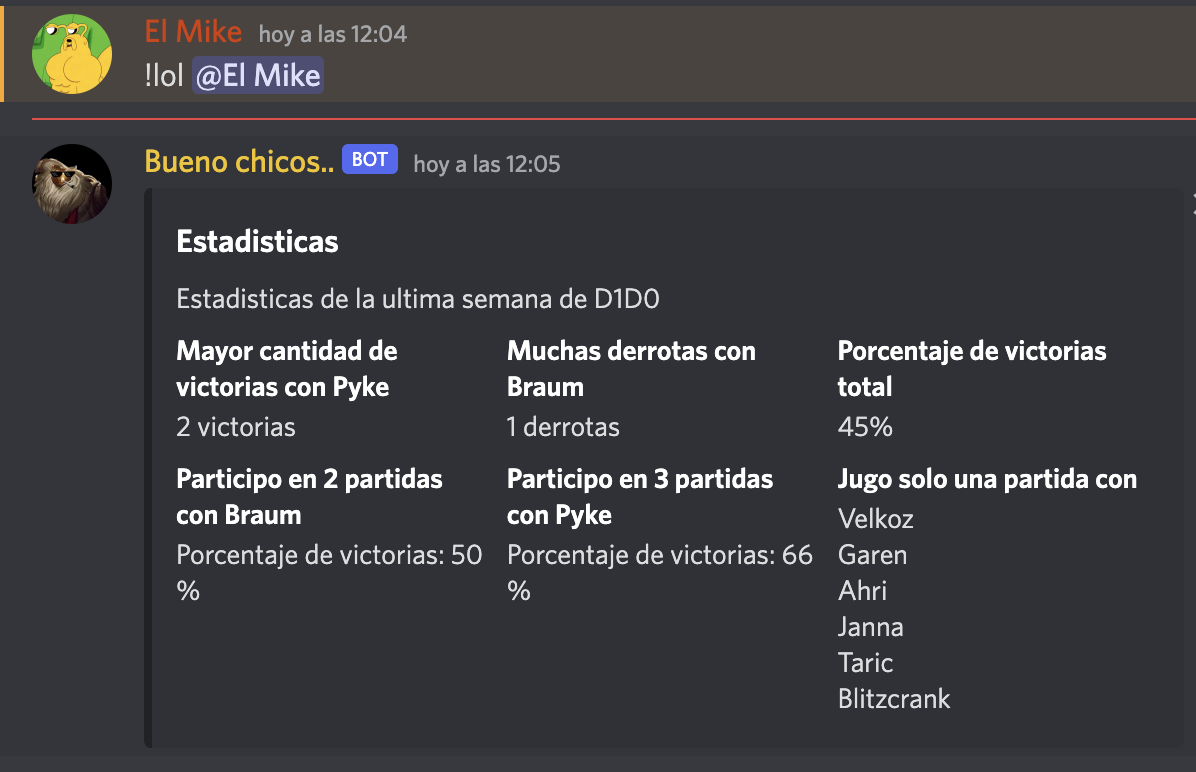 El Mike hoy a las 12:04
!lol @El Mike
Bueno chicos.. BOT hoy a las 12:05
Estadisticas
Estadisticas de la ultima semana de D1D0
Mayor cantidad de
victorias con Pyke
2 victorias
Muchas derrotas con
Braum
1 derrotas
Porcentaje de victorias
total
45%
Participo en 2 partidas
con Braum
Porcentaje de victorias: 50
%
Participo en 3 partidas
con Pyke
Porcentaje de victorias: 66
%
Jugo solo una partida con
Velkoz
Garen
Ahri
Janna
Taric
Blitzcrank